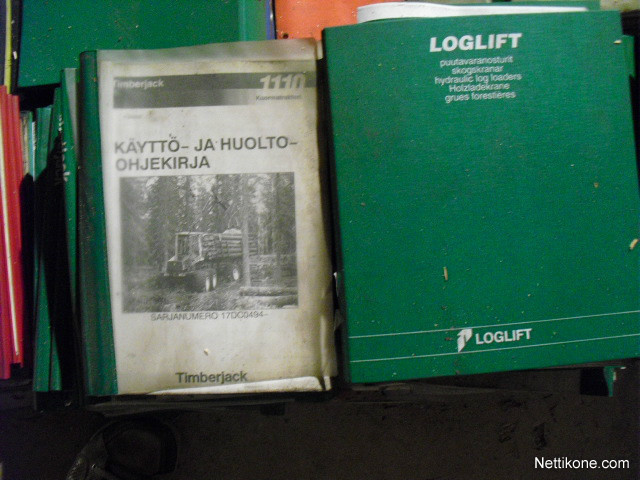 Timberjack
1110
Kuormatraktori
KÄYTTÖ- JA HUOLTO-
OHJEKIRJA
SARJANUMERO 17DC0494-
Timberjack
LOGLIFT
puutavaranosturit
skogskranar
hydraulic log loaders
Holzladekrane
grues forestières
LOGLIFT
Nettikone.com